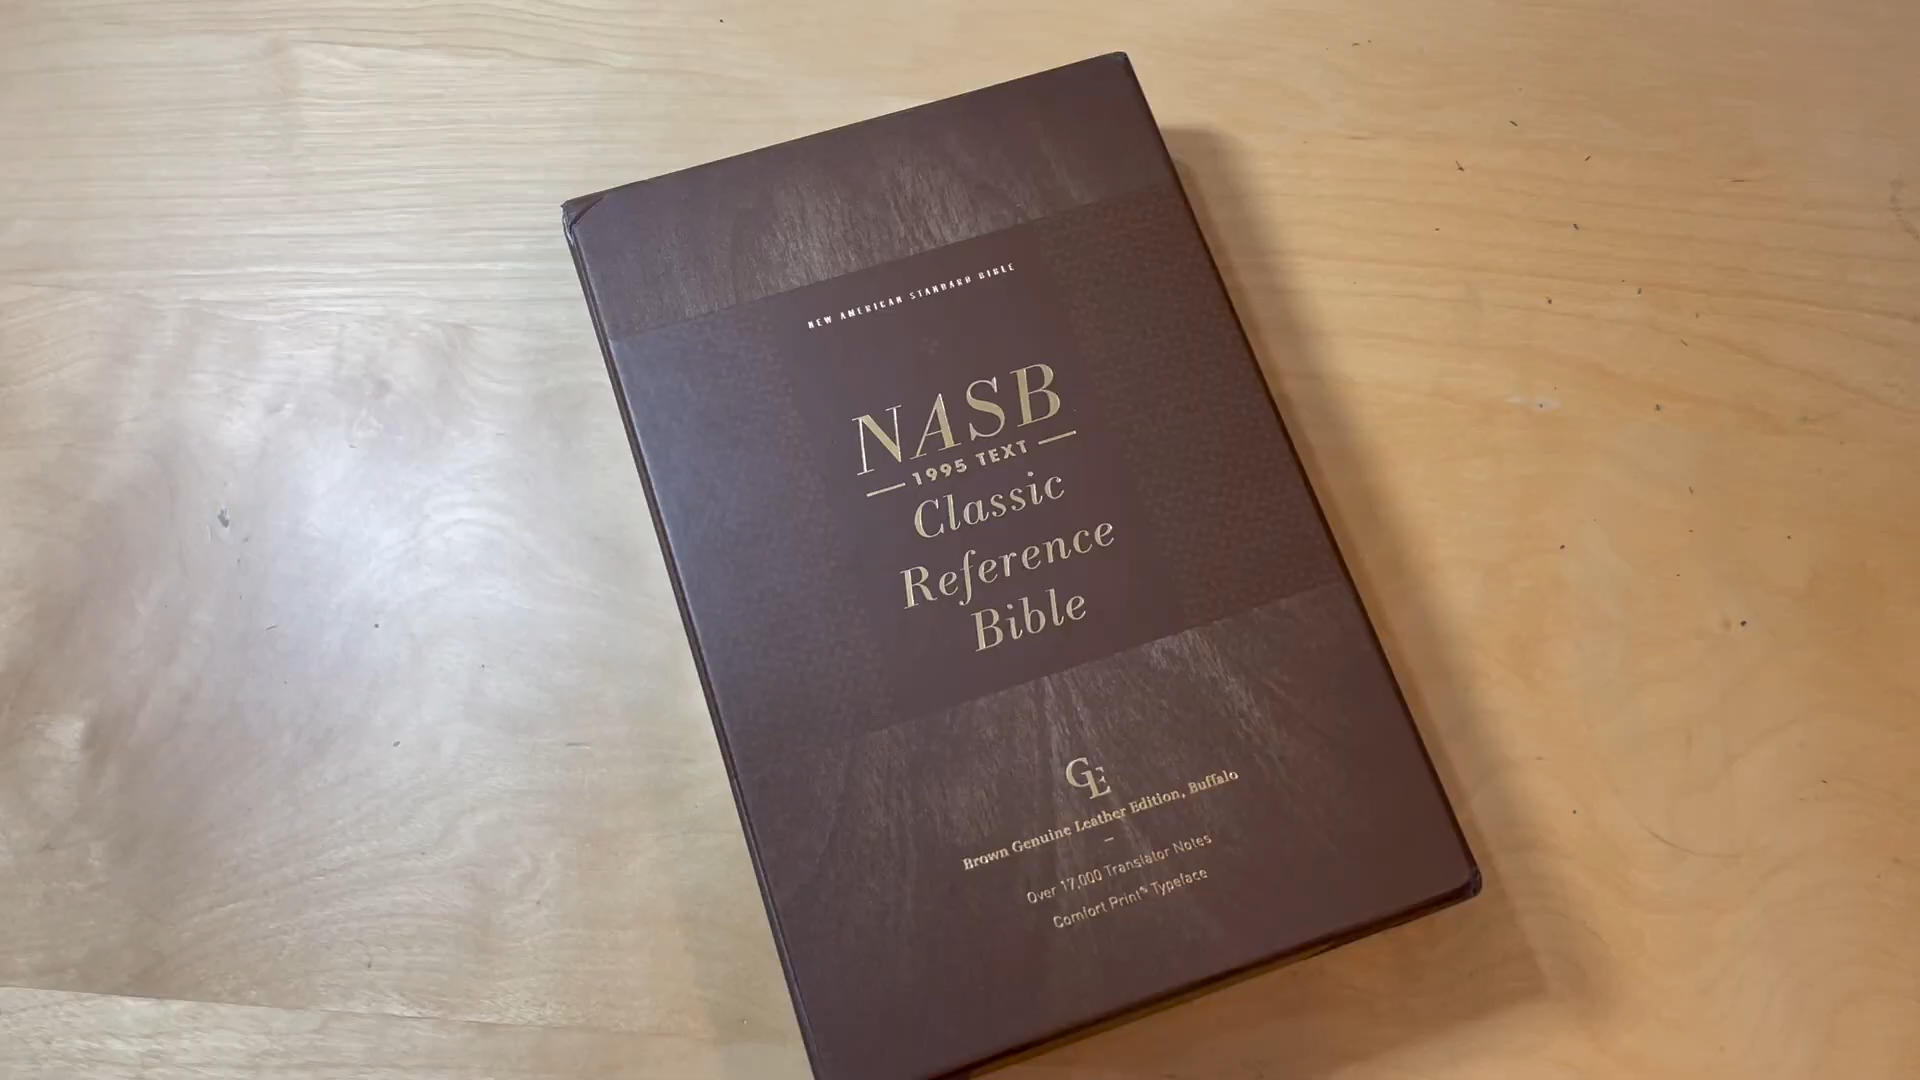 NEW AMERICAN STANDARD BIBLE
NASB
1995 TEXT
Classic
Reference
Bible
GL
Brown Genuine Leather Edition, Buffalo
Over 17,000 Translator Notes
Comfort Print® Typeface